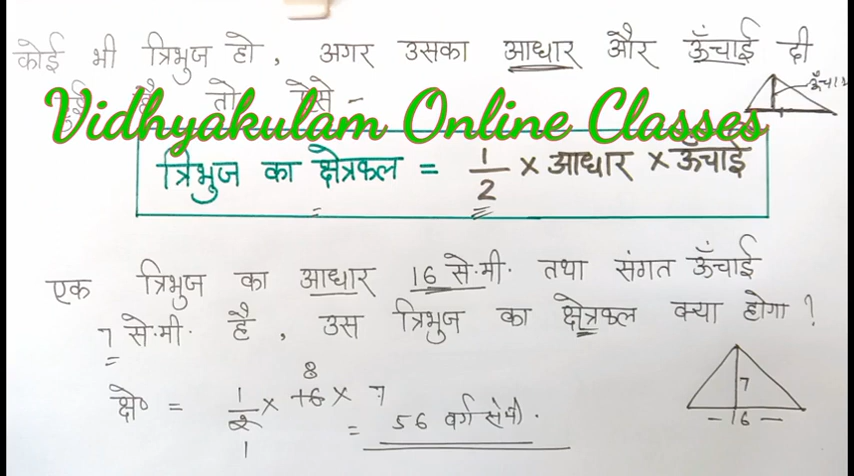 कोई भी त्रिभुज हो, अगर उसका आधार और ऊँचाई दी
तो -
ऊँचाई
Vidhyakulam Online Classes
त्रिभुज का क्षेत्रफल = 1/2 × आधार × ऊँचाई
एक त्रिभुज का आधार 16 से.मी. तथा संगत ऊँचाई
7 से.मी. है, उस त्रिभुज का क्षेत्रफल क्या होगा?
7
-16-
8
क्षे० = 1/2 × 16 × 7
1
= 56 वर्ग सेमी.